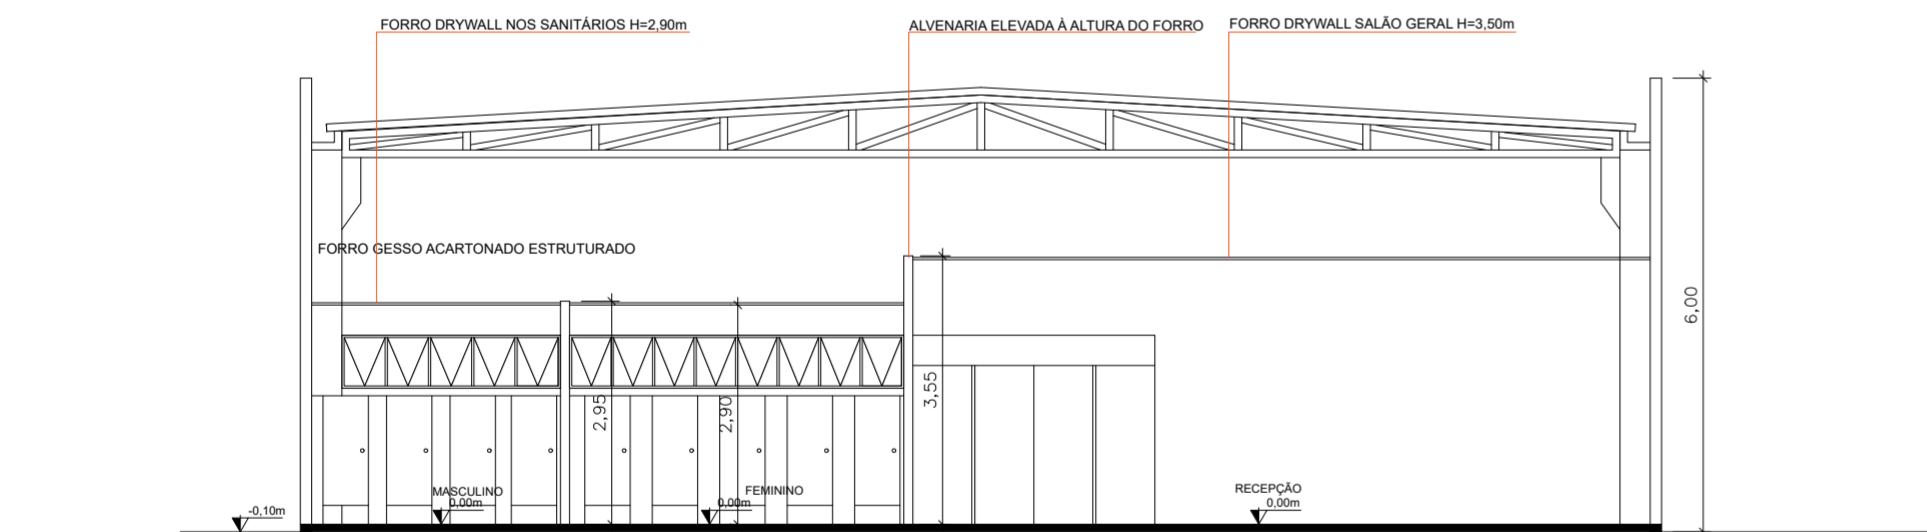 FORRO DRYWALL NOS SANITÁRIOS H=2,90m
ALVENARIA ELEVADA À ALTURA DO FORRO
FORRO DRYWALL SALÃO GERAL H=3,50m
FORRO GESSO ACARTONADO ESTRUTURADO
6,00
2,95
2,90
3,55
MASCULINO
0,00m
FEMININO
0,00m
RECEPÇÃO
0,00m
-0,10m